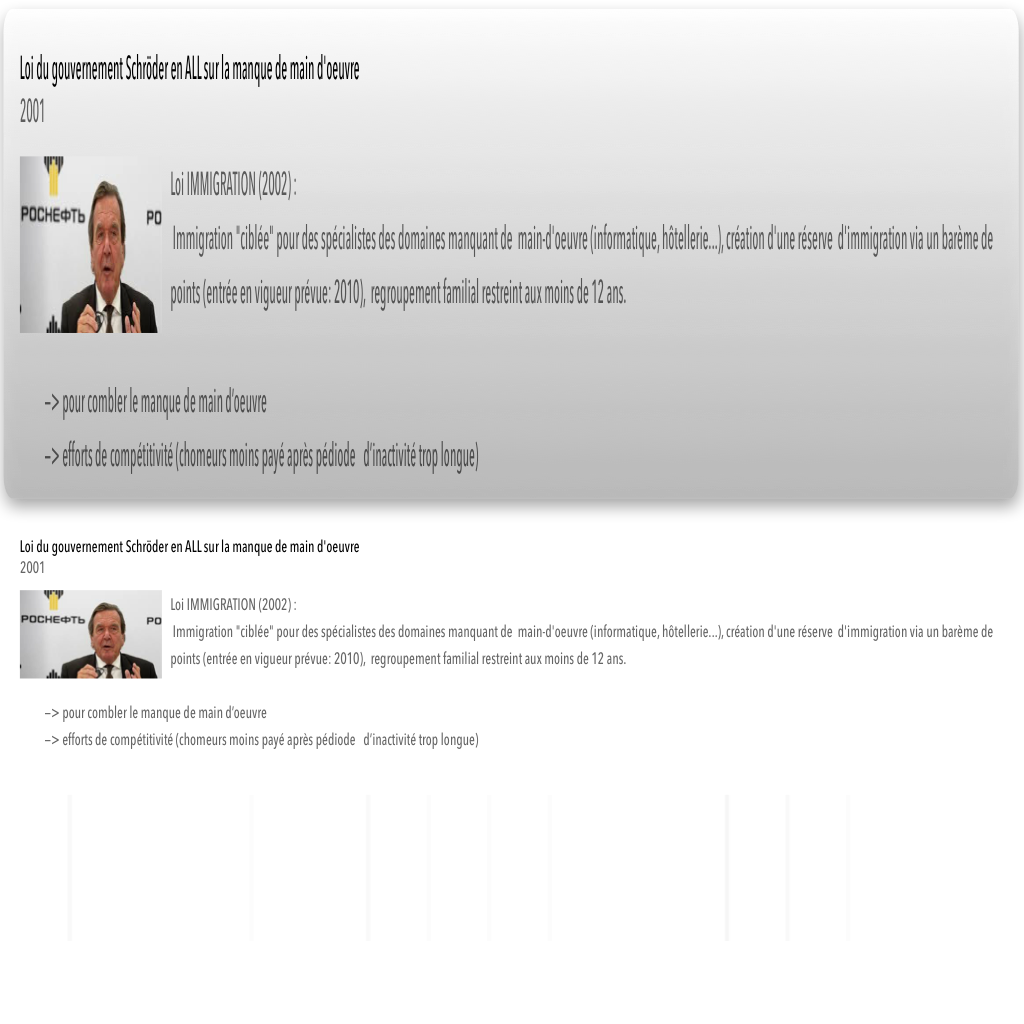 Loi du gouvernement Schröder en ALL sur la manque de main d'oeuvre
2001
РОСНЕФТЬ
РО
Loi IMMIGRATION (2002) :
Immigration "ciblée" pour des spécialistes des domaines manquant de main-d'oeuvre (informatique, hôtellerie...), création d'une réserve d'immigration via un barème de
points (entrée en vigueur prévue: 2010), regroupement familial restreint aux moins de 12 ans.
–> pour combler le manque de main d’oeuvre
–> efforts de compétitivité (chomeurs moins payé après pédiode d’inactivité trop longue)
Loi du gouvernement Schröder en ALL sur la manque de main d'oeuvre
2001
РОСНЕФТЬ
РО
Loi IMMIGRATION (2002) :
Immigration "ciblée" pour des spécialistes des domaines manquant de main-d'oeuvre (informatique, hôtellerie...), création d'une réserve d'immigration via un barème de
points (entrée en vigueur prévue: 2010), regroupement familial restreint aux moins de 12 ans.
–> pour combler le manque de main d’oeuvre
–> efforts de compétitivité (chomeurs moins payé après pédiode d’inactivité trop longue)